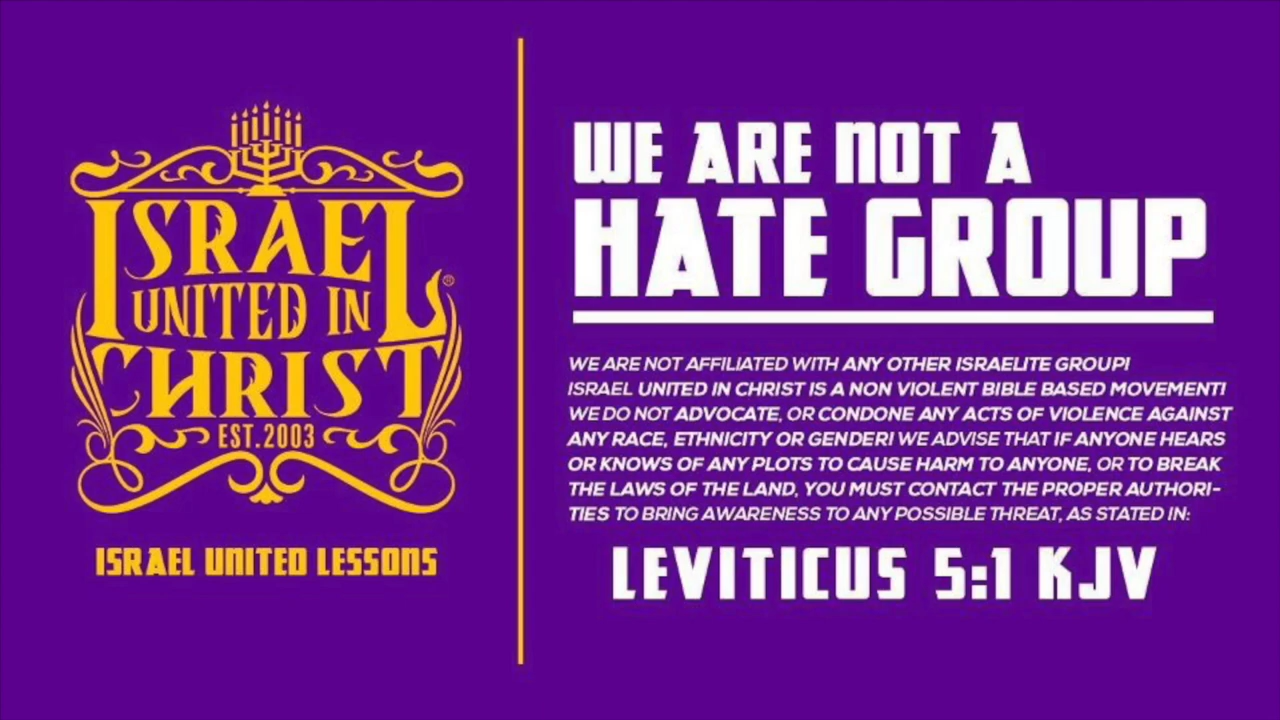 ISRAEL
UNITED IN
CHRIST
EST.2003
ISRAEL UNITED LESSONS
WE ARE NOT A
HATE GROUP
WE ARE NOT AFFILIATED WITH ANY OTHER ISRAELITE GROUP!
ISRAEL UNITED IN CHRIST IS A NON VIOLENT BIBLE BASED MOVEMENT!
WE DO NOT ADVOCATE, OR CONDONE ANY ACTS OF VIOLENCE AGAINST
ANY RACE, ETHNICITY OR GENDER! WE ADVISE THAT IF ANYONE HEARS
OR KNOWS OF ANY PLOTS TO CAUSE HARM TO ANYONE, OR TO BREAK
THE LAWS OF THE LAND, YOU MUST CONTACT THE PROPER AUTHORI-
TIES TO BRING AWARENESS TO ANY POSSIBLE THREAT, AS STATED IN:
LEVITICUS 5:1 KJV